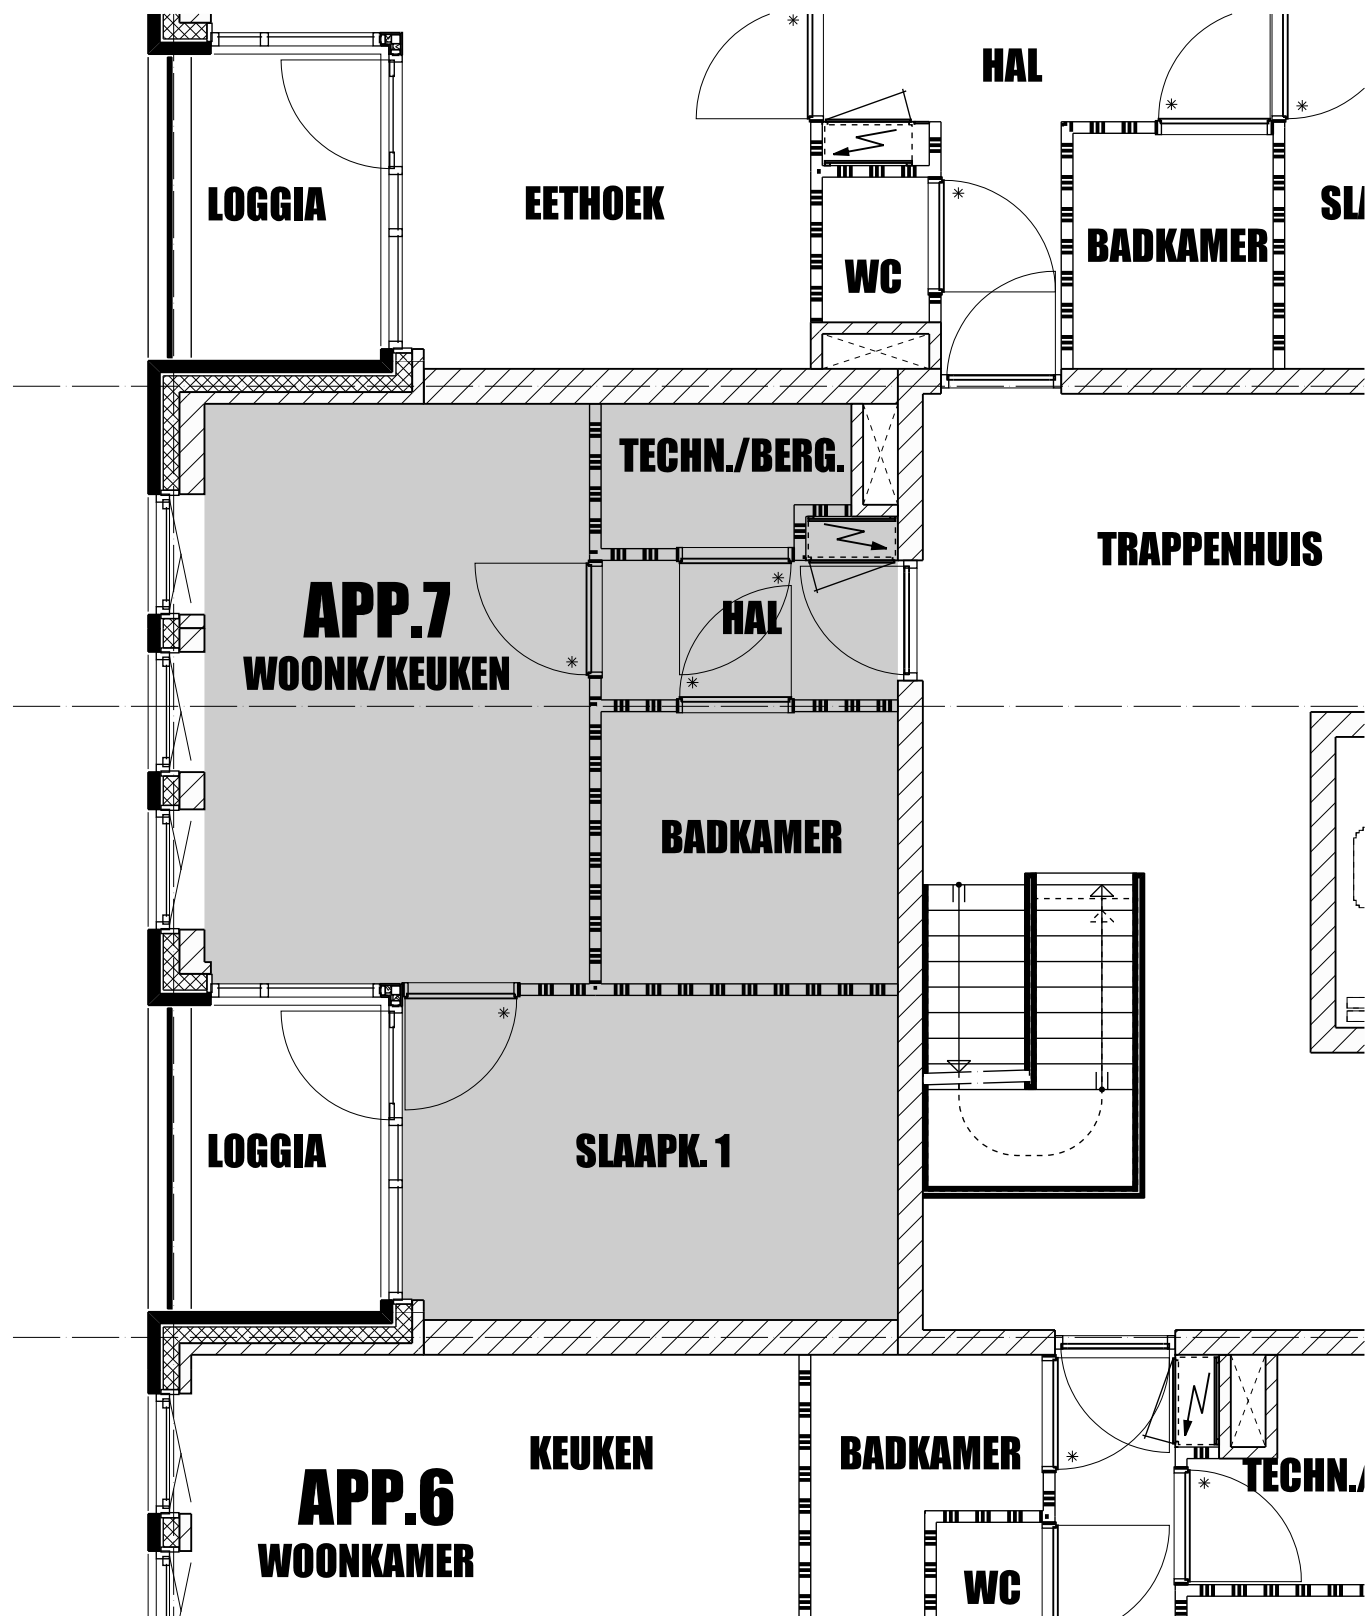 HAL
LOGGIA
EETHOEK
WC
BADKAMER
TECHN./BERG.
TRAPPENHUIS
APP.7
WOONK/KEUKEN
HAL
BADKAMER
LOGGIA
SLAAPK. 1
KEUKEN
BADKAMER
APP.6
WOONKAMER
TECHN./
WC